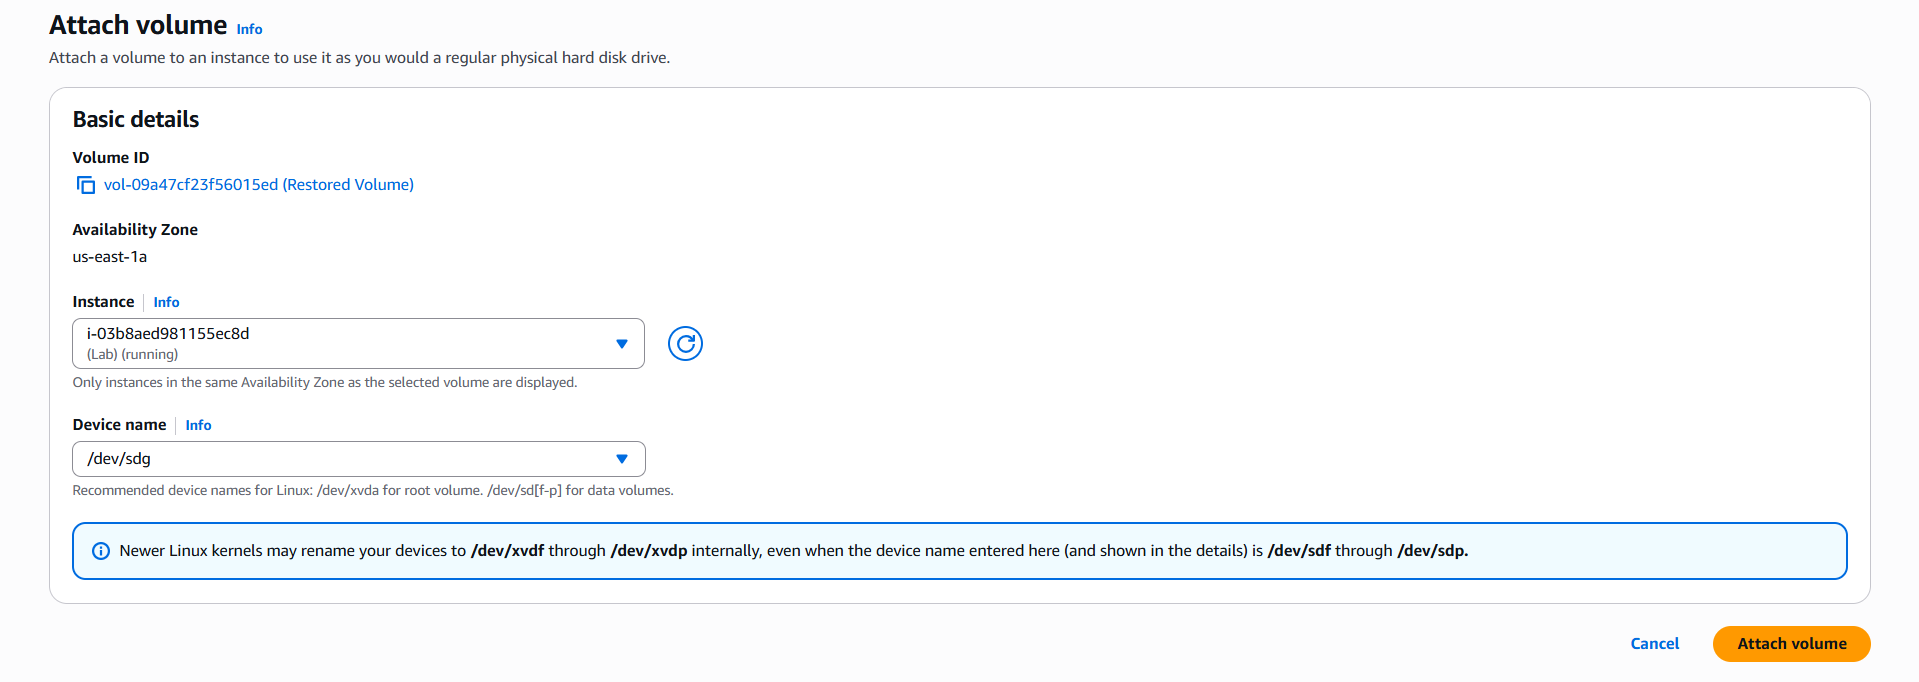 Attach volume Info
Attach a volume to an instance to use it as you would a regular physical hard disk drive.
Basic details
Volume ID
vol-09a47cf23f56015ed (Restored Volume)
Availability Zone
us-east-1a
Instance Info
i-03b8aed981155ec8d
(Lab) (running)
Only instances in the same Availability Zone as the selected volume are displayed.
Device name Info
/dev/sdg
Recommended device names for Linux: /dev/xvda for root volume. /dev/sd[f-p] for data volumes.
Newer Linux kernels may rename your devices to /dev/xvdf through /dev/xvdp internally, even when the device name entered here (and shown in the details) is /dev/sdf through /dev/sdp.
Cancel Attach volume